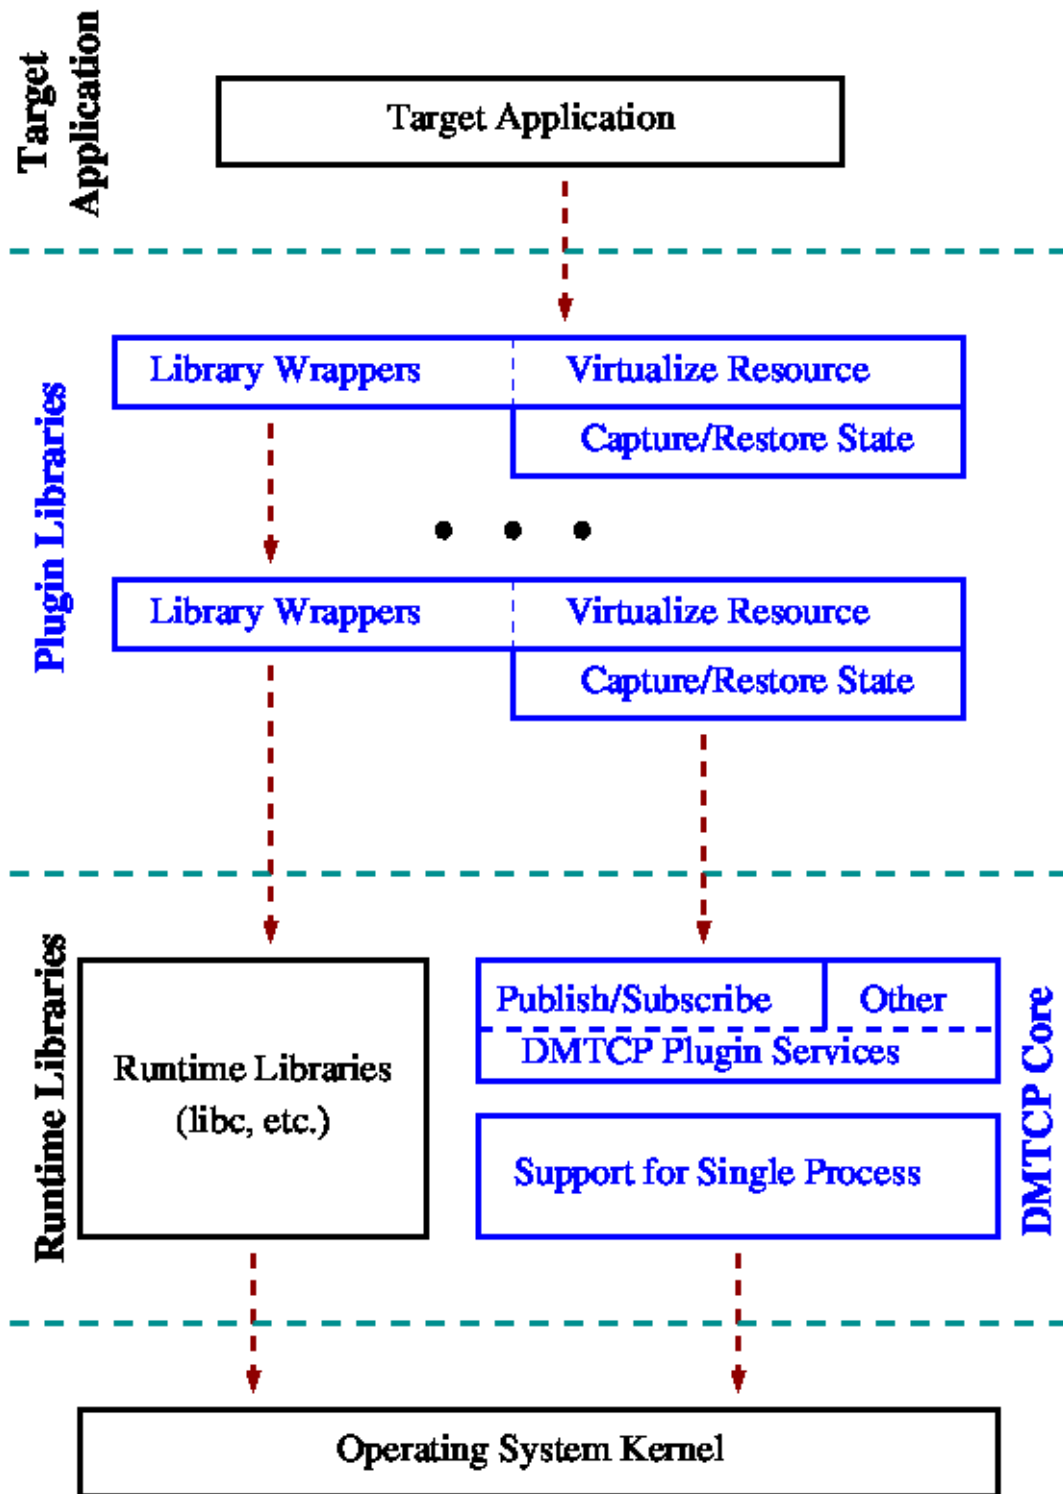 Target
Application
Target Application
Plugin Libraries
Library Wrappers
Virtualize Resource
Capture/Restore State
Library Wrappers
Virtualize Resource
Capture/Restore State
Runtime Libraries
Runtime Libraries
(libc, etc.)
Publish/Subscribe
Other
DMTCP Plugin Services
Support for Single Process
DMTCP Core
Operating System Kernel